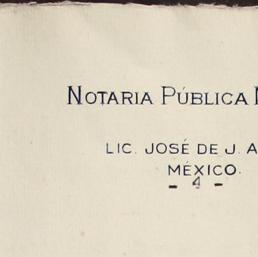 NOTARIA PÚBLICA
LIC. JOSÉ DE J.
MÉXICO.
- 4 -